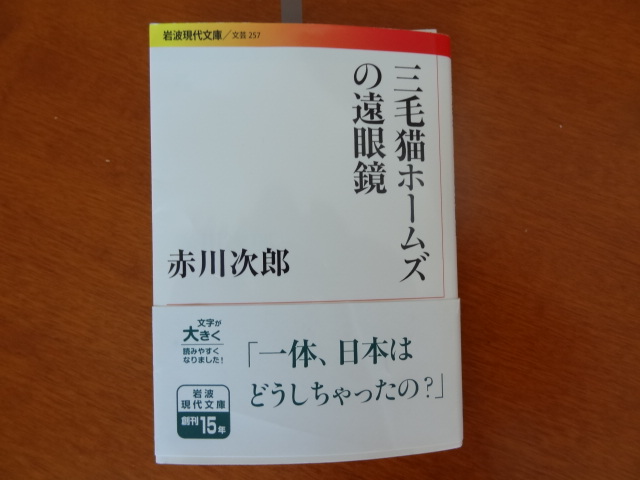 岩波現代文庫/文芸 257
三毛猫ホームズ
の遠眼鏡
赤川次郎
文字が
大きく
読みやすく
なりました!
岩波
現代文庫
創刊15年
「一体、日本は
どうしちゃったの?」